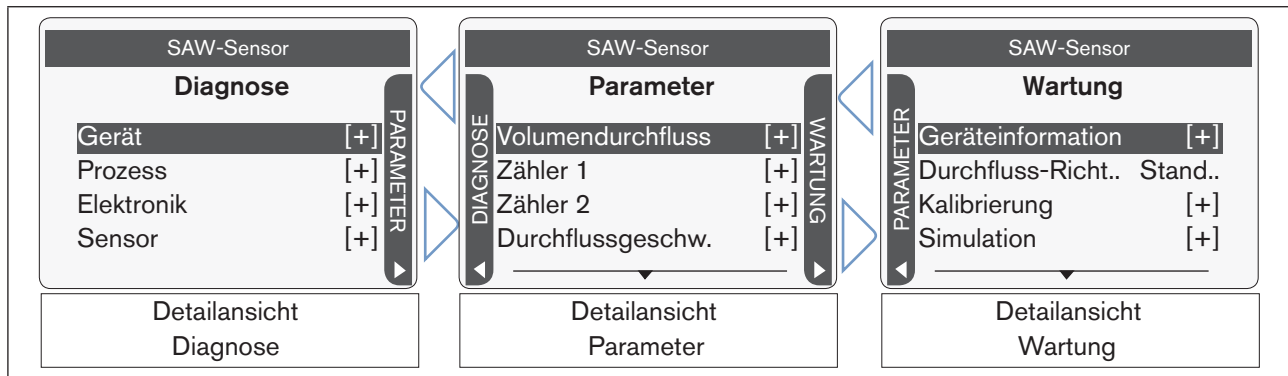 SAW-Sensor
Diagnose
Gerät [+]
Prozess [+]
Elektronik [+]
Sensor [+]
PARAMETER
Detailansicht
Diagnose
SAW-Sensor
Parameter
DIAGNOSE
Volumendurchfluss [+]
Zähler 1 [+]
Zähler 2 [+]
Durchflussgeschw. [+]
WARTUNG
Detailansicht
Parameter
SAW-Sensor
Wartung
PARAMETER
Geräteinformation [+]
Durchfluss-Richt.. Stand..
Kalibrierung [+]
Simulation [+]
Detailansicht
Wartung